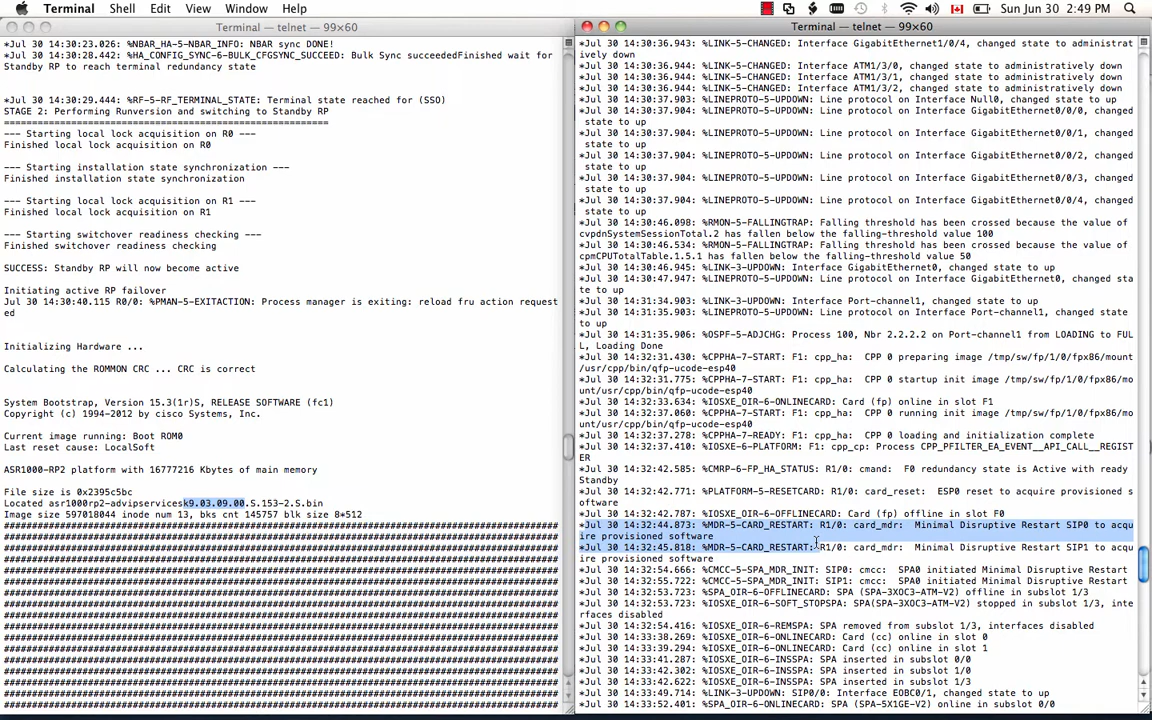 Terminal Shell Edit View Window Help Sun Jun 30 2:49 PM
Terminal — telnet — 99×60
*Jul 30 14:30:23.026: %NBAR_HA-5-NBAR_INFO: NBAR sync DONE!
*Jul 30 14:30:28.442: %HA_CONFIG_SYNC-6-BULK_CFGSYNC_SUCCEED: Bulk Sync succeededFinished wait for
Standby RP to reach terminal redundancy state
*Jul 30 14:30:29.444: %RF-5-RF_TERMINAL_STATE: Terminal state reached for (SSO)
STAGE 2: Performing Runversion and switching to Standby RP
=======================================================
--- Starting local lock acquisition on R0 ---
Finished local lock acquisition on R0
--- Starting installation state synchronization ---
Finished installation state synchronization
--- Starting local lock acquisition on R1 ---
Finished local lock acquisition on R1
--- Starting switchover readiness checking ---
Finished switchover readiness checking
SUCCESS: Standby RP will now become active
Initiating active RP failover
Jul 30 14:30:40.115 R0/0: %PMAN-5-EXITACTION: Process manager is exiting: reload fru action request
ed
Initializing Hardware ...
Calculating the ROMMON CRC ... CRC is correct
System Bootstrap, Version 15.3(1r)S, RELEASE SOFTWARE (fc1)
Copyright (c) 1994-2012 by cisco Systems, Inc.
Current image running: Boot ROM0
Last reset cause: LocalSoft
ASR1000-RP2 platform with 16777216 Kbytes of main memory
File size is 0x2395c5bc
Located asr1000rp2-advipservicesk9.03.09.00.S.153-2.S.bin
Image size 597018044 inode num 13, bks cnt 145757 blk size 8*512
Terminal — telnet — 99×60
*Jul 30 14:30:36.943: %LINK-5-CHANGED: Interface GigabitEthernet1/0/4, changed state to administrat
ively down
*Jul 30 14:30:36.944: %LINK-5-CHANGED: Interface ATM1/3/0, changed state to administratively down
*Jul 30 14:30:36.944: %LINK-5-CHANGED: Interface ATM1/3/1, changed state to administratively down
*Jul 30 14:30:36.944: %LINK-5-CHANGED: Interface ATM1/3/2, changed state to administratively down
*Jul 30 14:30:37.903: %LINEPROTO-5-UPDOWN: Line protocol on Interface Null0, changed state to up
*Jul 30 14:30:37.904: %LINEPROTO-5-UPDOWN: Line protocol on Interface GigabitEthernet0/0/0, changed
state to up
*Jul 30 14:30:37.904: %LINEPROTO-5-UPDOWN: Line protocol on Interface GigabitEthernet0/0/1, changed
state to up
*Jul 30 14:30:37.904: %LINEPROTO-5-UPDOWN: Line protocol on Interface GigabitEthernet0/0/2, changed
state to up
*Jul 30 14:30:37.904: %LINEPROTO-5-UPDOWN: Line protocol on Interface GigabitEthernet0/0/3, changed
state to up
*Jul 30 14:30:37.904: %LINEPROTO-5-UPDOWN: Line protocol on Interface GigabitEthernet0/0/4, changed
state to up
*Jul 30 14:30:46.098: %RMON-5-FALLINGTRAP: Falling threshold has been crossed because the value of
cvpdnSystemSessionTotal.2 has fallen below the falling-threshold value 100
*Jul 30 14:30:46.534: %RMON-5-FALLINGTRAP: Falling threshold has been crossed because the value of
cpmCPUTotalTable.1.5.1 has fallen below the falling-threshold value 50
*Jul 30 14:30:46.945: %LINK-3-UPDOWN: Interface GigabitEthernet0, changed state to up
*Jul 30 14:30:47.947: %LINEPROTO-5-UPDOWN: Line protocol on Interface GigabitEthernet0, changed sta
te to up
*Jul 30 14:31:34.903: %LINK-3-UPDOWN: Interface Port-channel1, changed state to up
*Jul 30 14:31:35.905: %LINEPROTO-5-UPDOWN: Line protocol on Interface Port-channel1, changed state
to up
*Jul 30 14:31:35.906: %OSPF-5-ADJCHG: Process 100, Nbr 2.2.2.2 on Port-channel1 from LOADING to FUL
L, Loading Done
*Jul 30 14:32:31.430: %CPPHA-7-START: F1: cpp_ha: CPP 0 preparing image /tmp/sw/fp/1/0/fpx86/mount
/usr/cpp/bin/qfp-ucode-esp40
*Jul 30 14:32:31.775: %CPPHA-7-START: F1: cpp_ha: CPP 0 startup init image /tmp/sw/fp/1/0/fpx86/mo
unt/usr/cpp/bin/qfp-ucode-esp40
*Jul 30 14:32:33.634: %IOSXE_OIR-6-ONLINECARD: Card (fp) online in slot F1
*Jul 30 14:32:37.060: %CPPHA-7-START: F1: cpp_ha: CPP 0 running init image /tmp/sw/fp/1/0/fpx86/mo
unt/usr/cpp/bin/qfp-ucode-esp40
*Jul 30 14:32:37.278: %CPPHA-7-READY: F1: cpp_ha: CPP 0 loading and initialization complete
*Jul 30 14:32:37.410: %IOSXE-6-PLATFORM: F1: cpp_cp: Process CPP_PFILTER_EA_EVENT__API_CALL__REGIST
ER
*Jul 30 14:32:42.585: %CMRP-6-FP_HA_STATUS: R1/0: cmand: F0 redundancy state is Active with ready
Standby
*Jul 30 14:32:42.771: %PLATFORM-5-RESETCARD: R1/0: card_reset: ESP0 reset to acquire provisioned s
oftware
*Jul 30 14:32:42.787: %IOSXE_OIR-6-OFFLINECARD: Card (fp) offline in slot F0
*Jul 30 14:32:44.873: %MDR-5-CARD_RESTART: R1/0: card_mdr: Minimal Disruptive Restart SIP0 to acqu
ire provisioned software
*Jul 30 14:32:45.818: %MDR-5-CARD_RESTART: R1/0: card_mdr: Minimal Disruptive Restart SIP1 to acqu
ire provisioned software
*Jul 30 14:32:54.666: %CMCC-5-SPA_MDR_INIT: SIP0: cmcc: SPA0 initiated Minimal Disruptive Restart
*Jul 30 14:32:55.722: %CMCC-5-SPA_MDR_INIT: SIP1: cmcc: SPA0 initiated Minimal Disruptive Restart
*Jul 30 14:32:53.723: %SPA_OIR-6-OFFLINECARD: SPA (SPA-3XOC3-ATM-V2) offline in subslot 1/3
*Jul 30 14:32:53.723: %IOSXE_OIR-6-SOFT_STOPSPA: SPA(SPA-3XOC3-ATM-V2) stopped in subslot 1/3, inte
rfaces disabled
*Jul 30 14:32:54.416: %IOSXE_OIR-6-REMSPA: SPA removed from subslot 1/3, interfaces disabled
*Jul 30 14:33:38.269: %IOSXE_OIR-6-ONLINECARD: Card (cc) online in slot 0
*Jul 30 14:33:39.294: %IOSXE_OIR-6-ONLINECARD: Card (cc) online in slot 1
*Jul 30 14:33:41.287: %IOSXE_OIR-6-INSSPA: SPA inserted in subslot 0/0
*Jul 30 14:33:42.302: %IOSXE_OIR-6-INSSPA: SPA inserted in subslot 1/0
*Jul 30 14:33:42.622: %IOSXE_OIR-6-INSSPA: SPA inserted in subslot 1/3
*Jul 30 14:33:49.714: %LINK-3-UPDOWN: SIP0/0: Interface EOBC0/1, changed state to up
*Jul 30 14:33:52.401: %SPA_OIR-6-ONLINECARD: SPA (SPA-5X1GE-V2) online in subslot 0/0